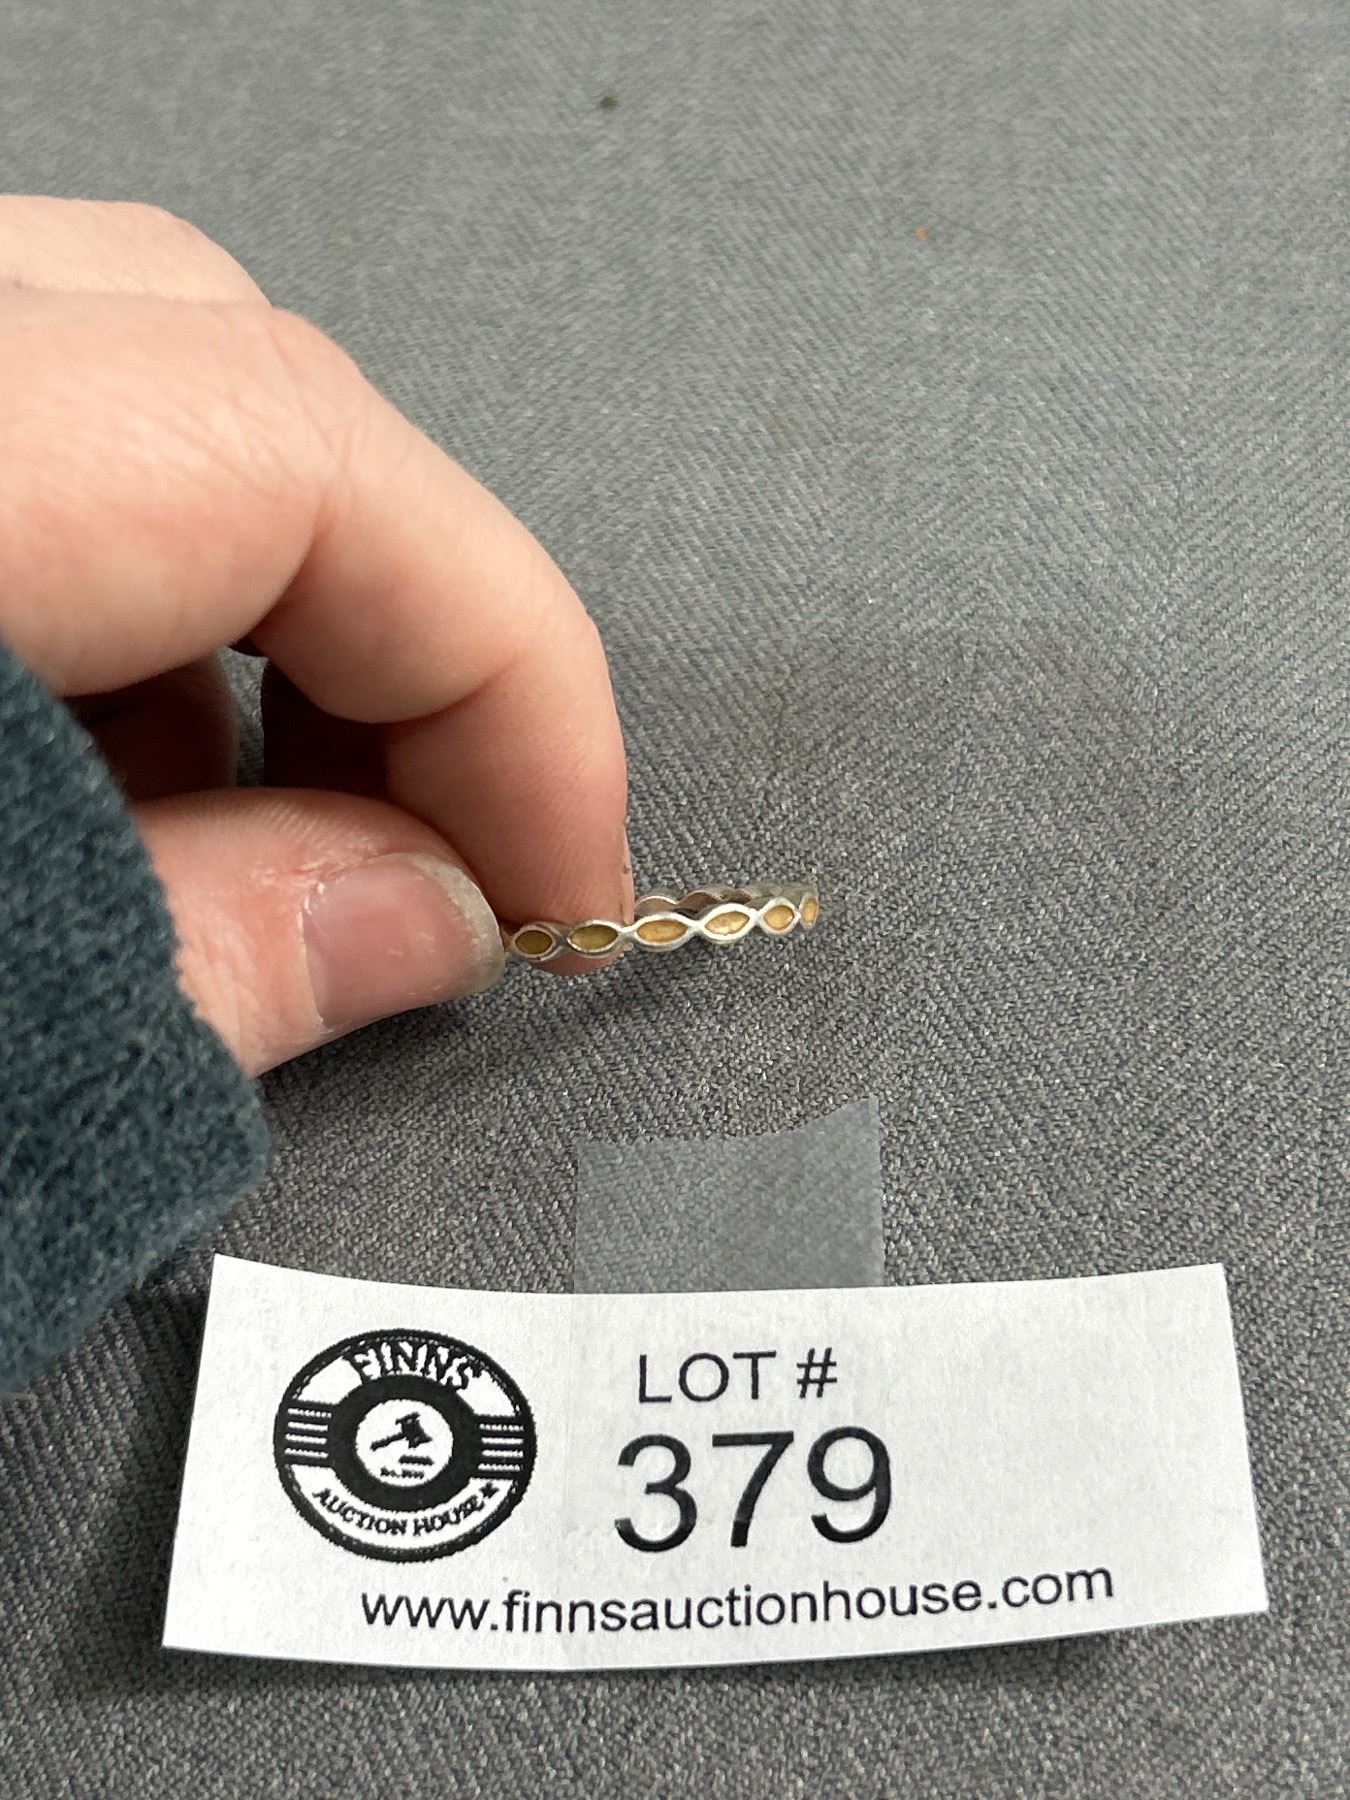 FINNS
AUCTION HOUSE
LOT #
379
www.finnsauctionhouse.com